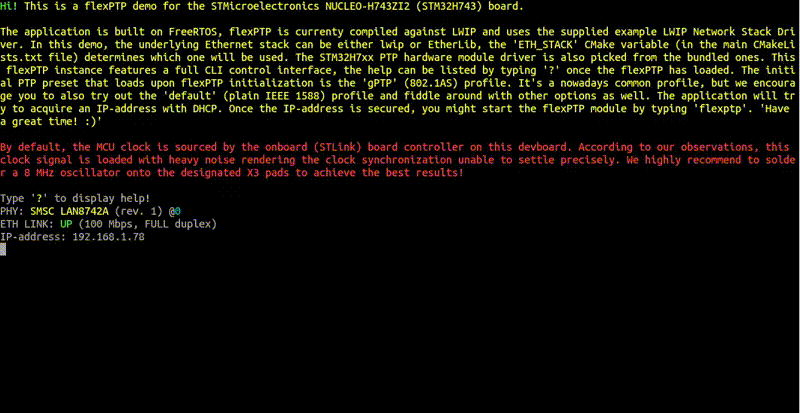 Hi! This is a flexPTP demo for the STMicroelectronics NUCLEO-H743ZI2 (STM32H743) board.
The application is built on FreeRTOS, flexPTP is currenty compiled against LWIP and uses the supplied example LWIP Network Stack Dri
ver. In this demo, the underlying Ethernet stack can be either lwip or EtherLib, the 'ETH_STACK' CMake variable (in the main CMakeLi
sts.txt file) determines which one will be used. The STM32H7xx PTP hardware module driver is also picked from the bundled ones. This
 flexPTP instance features a full CLI control interface, the help can be listed by typing '?' once the flexPTP has loaded. The initi
al PTP preset that loads upon flexPTP initialization is the 'gPTP' (802.1AS) profile. It's a nowadays common profile, but we encoura
ge you to also try out the 'default' (plain IEEE 1588) profile and fiddle around with other options as well. The application will tr
y to acquire an IP-address with DHCP. Once the IP-address is secured, you might start the flexPTP module by typing 'flexptp'. 'Have
a great time! :)'
By default, the MCU clock is sourced by the onboard (STLink) board controller on this devboard. According to our observations, this
clock signal is loaded with heavy noise rendering the clock synchronization unable to settle precisely. We highly recommend to solde
r a 8 MHz oscillator onto the designated X3 pads to achieve the best results!
Type '?' to display help!
PHY: SMSC LAN8742A (rev. 1) @0
ETH LINK: UP (100 Mbps, FULL duplex)
IP-address: 192.168.1.78